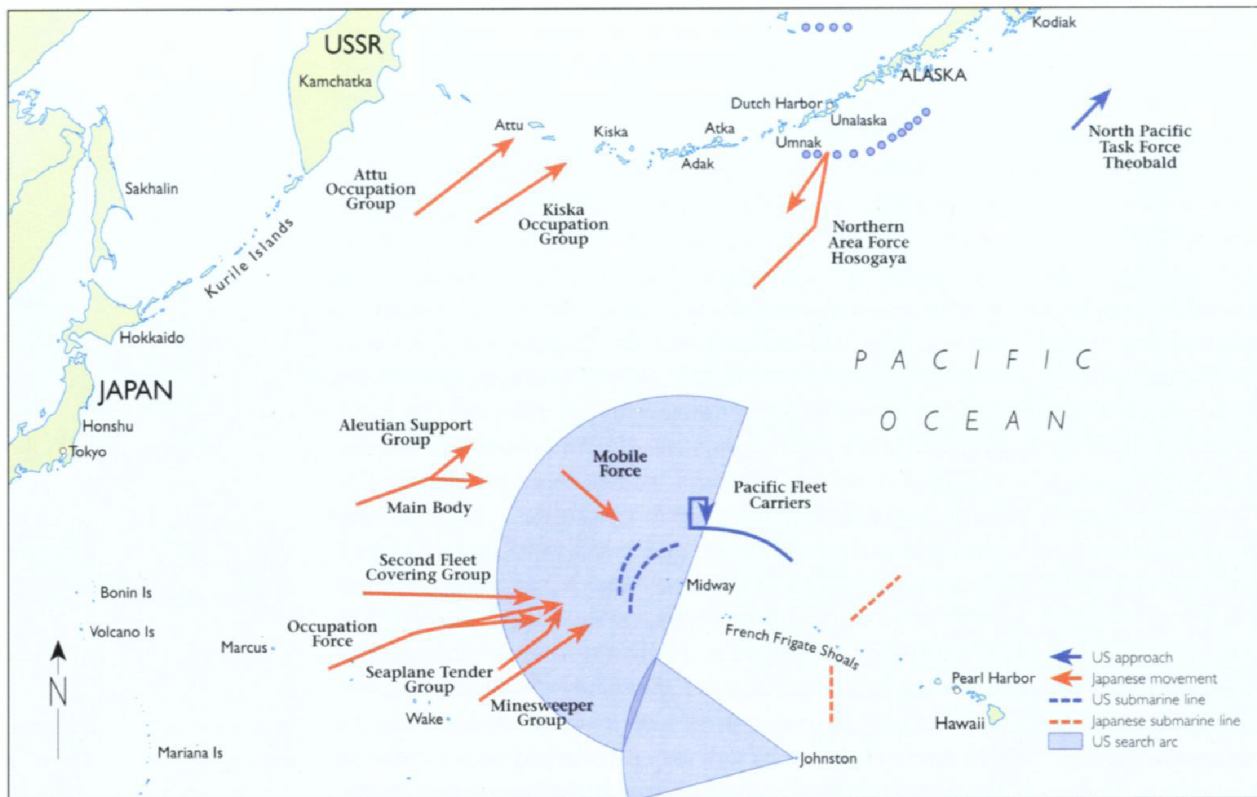 Kodiak
USSR
Kamchatka
ALASKA
Dutch Harbor
Unalaska
Attu
Kiska
Atka
Umnak
Adak
North Pacific
Task Force
Theobald
Sakhalin
Attu
Occupation
Group
Kiska
Occupation
Group
Northern
Area Force
Hosogaya
Kurile Islands
Hokkaido
PACIFIC
OCEAN
JAPAN
Honshu
Tokyo
Aleutian Support
Group
Main Body
Mobile
Force
Pacific Fleet
Carriers
Second Fleet
Covering Group
Midway
Bonin Is
Volcano Is
Marcus
Occupation
Force
French Frigate Shoals
Seaplane Tender
Group
Minesweeper
Group
Wake
Pearl Harbor
Hawaii
N
Mariana Is
Johnston
US approach
Japanese movement
US submarine line
Japanese submarine line
US search arc